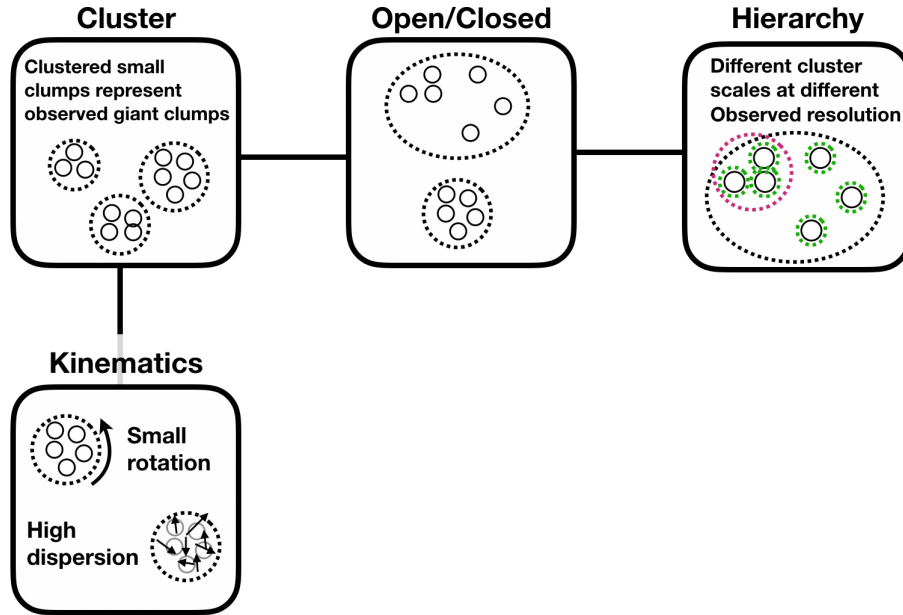 Cluster
Clustered small
clumps represent
observed giant clumps
Open/Closed
Hierarchy
Different cluster
scales at different
Observed resolution
Kinematics
Small
rotation
High
dispersion